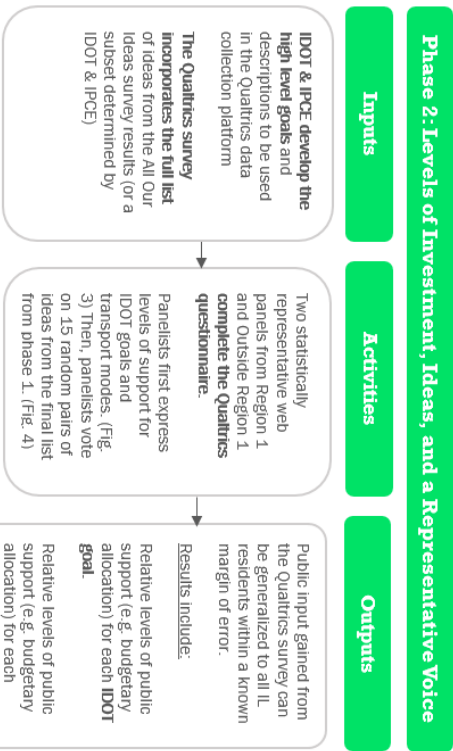 Phase 2: Levels of Investment, Ideas, and a Representative Voice
Inputs
IDOT & IPCE develop the
high level goals and
descriptions to be used
in the Qualtrics data
collection platform
The Qualtrics survey
incorporates the full list
of ideas from the All Our
Ideas survey results (or a
subset determined by
IDOT & IPCE)
Activities
Two statistically
representative web
panels from Region 1
and Outside Region 1
complete the Qualtrics
questionnaire.
Panelists first express
levels of support for
IDOT goals and
transport modes. (Fig.
3) Then, panelists vote
on 15 random pairs of
ideas from the final list
from phase 1. (Fig. 4)
Outputs
Public input gained from
the Qualtrics survey can
be generalized to all IL
residents within a known
margin of error.
Results include:
Relative levels of public
support (e.g. budgetary
allocation) for each IDOT
goal.
Relative levels of public
support (e.g. budgetary
allocation) for each